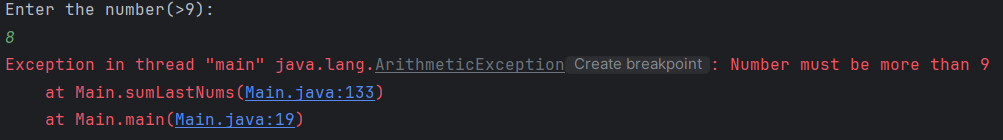 Enter the number(>9):
8
Exception in thread "main" java.lang.ArithmeticException Create breakpoint : Number must be more than 9
at Main.sumLastNums(Main.java:133)
at Main.main(Main.java:19)